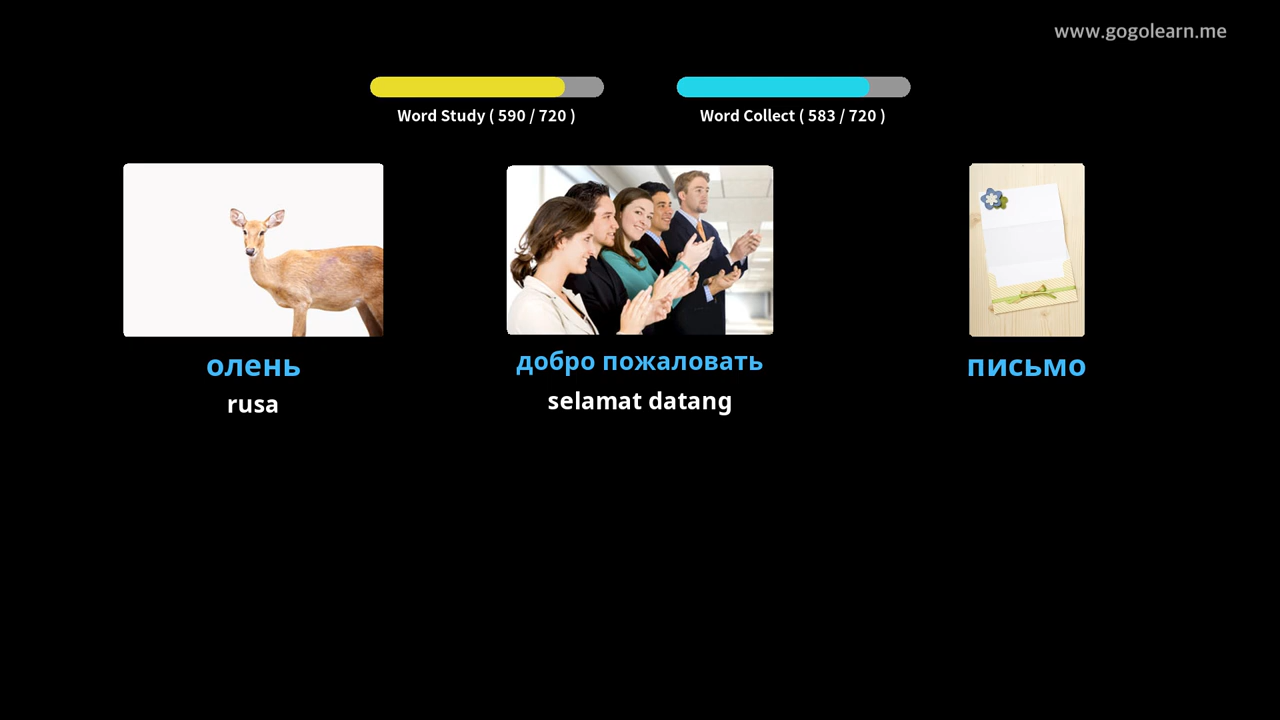 www.gogolearn.me
Word Study ( 590 / 720 )
Word Collect ( 583 / 720 )
олень
rusa
добро пожаловать
selamat datang
письмо